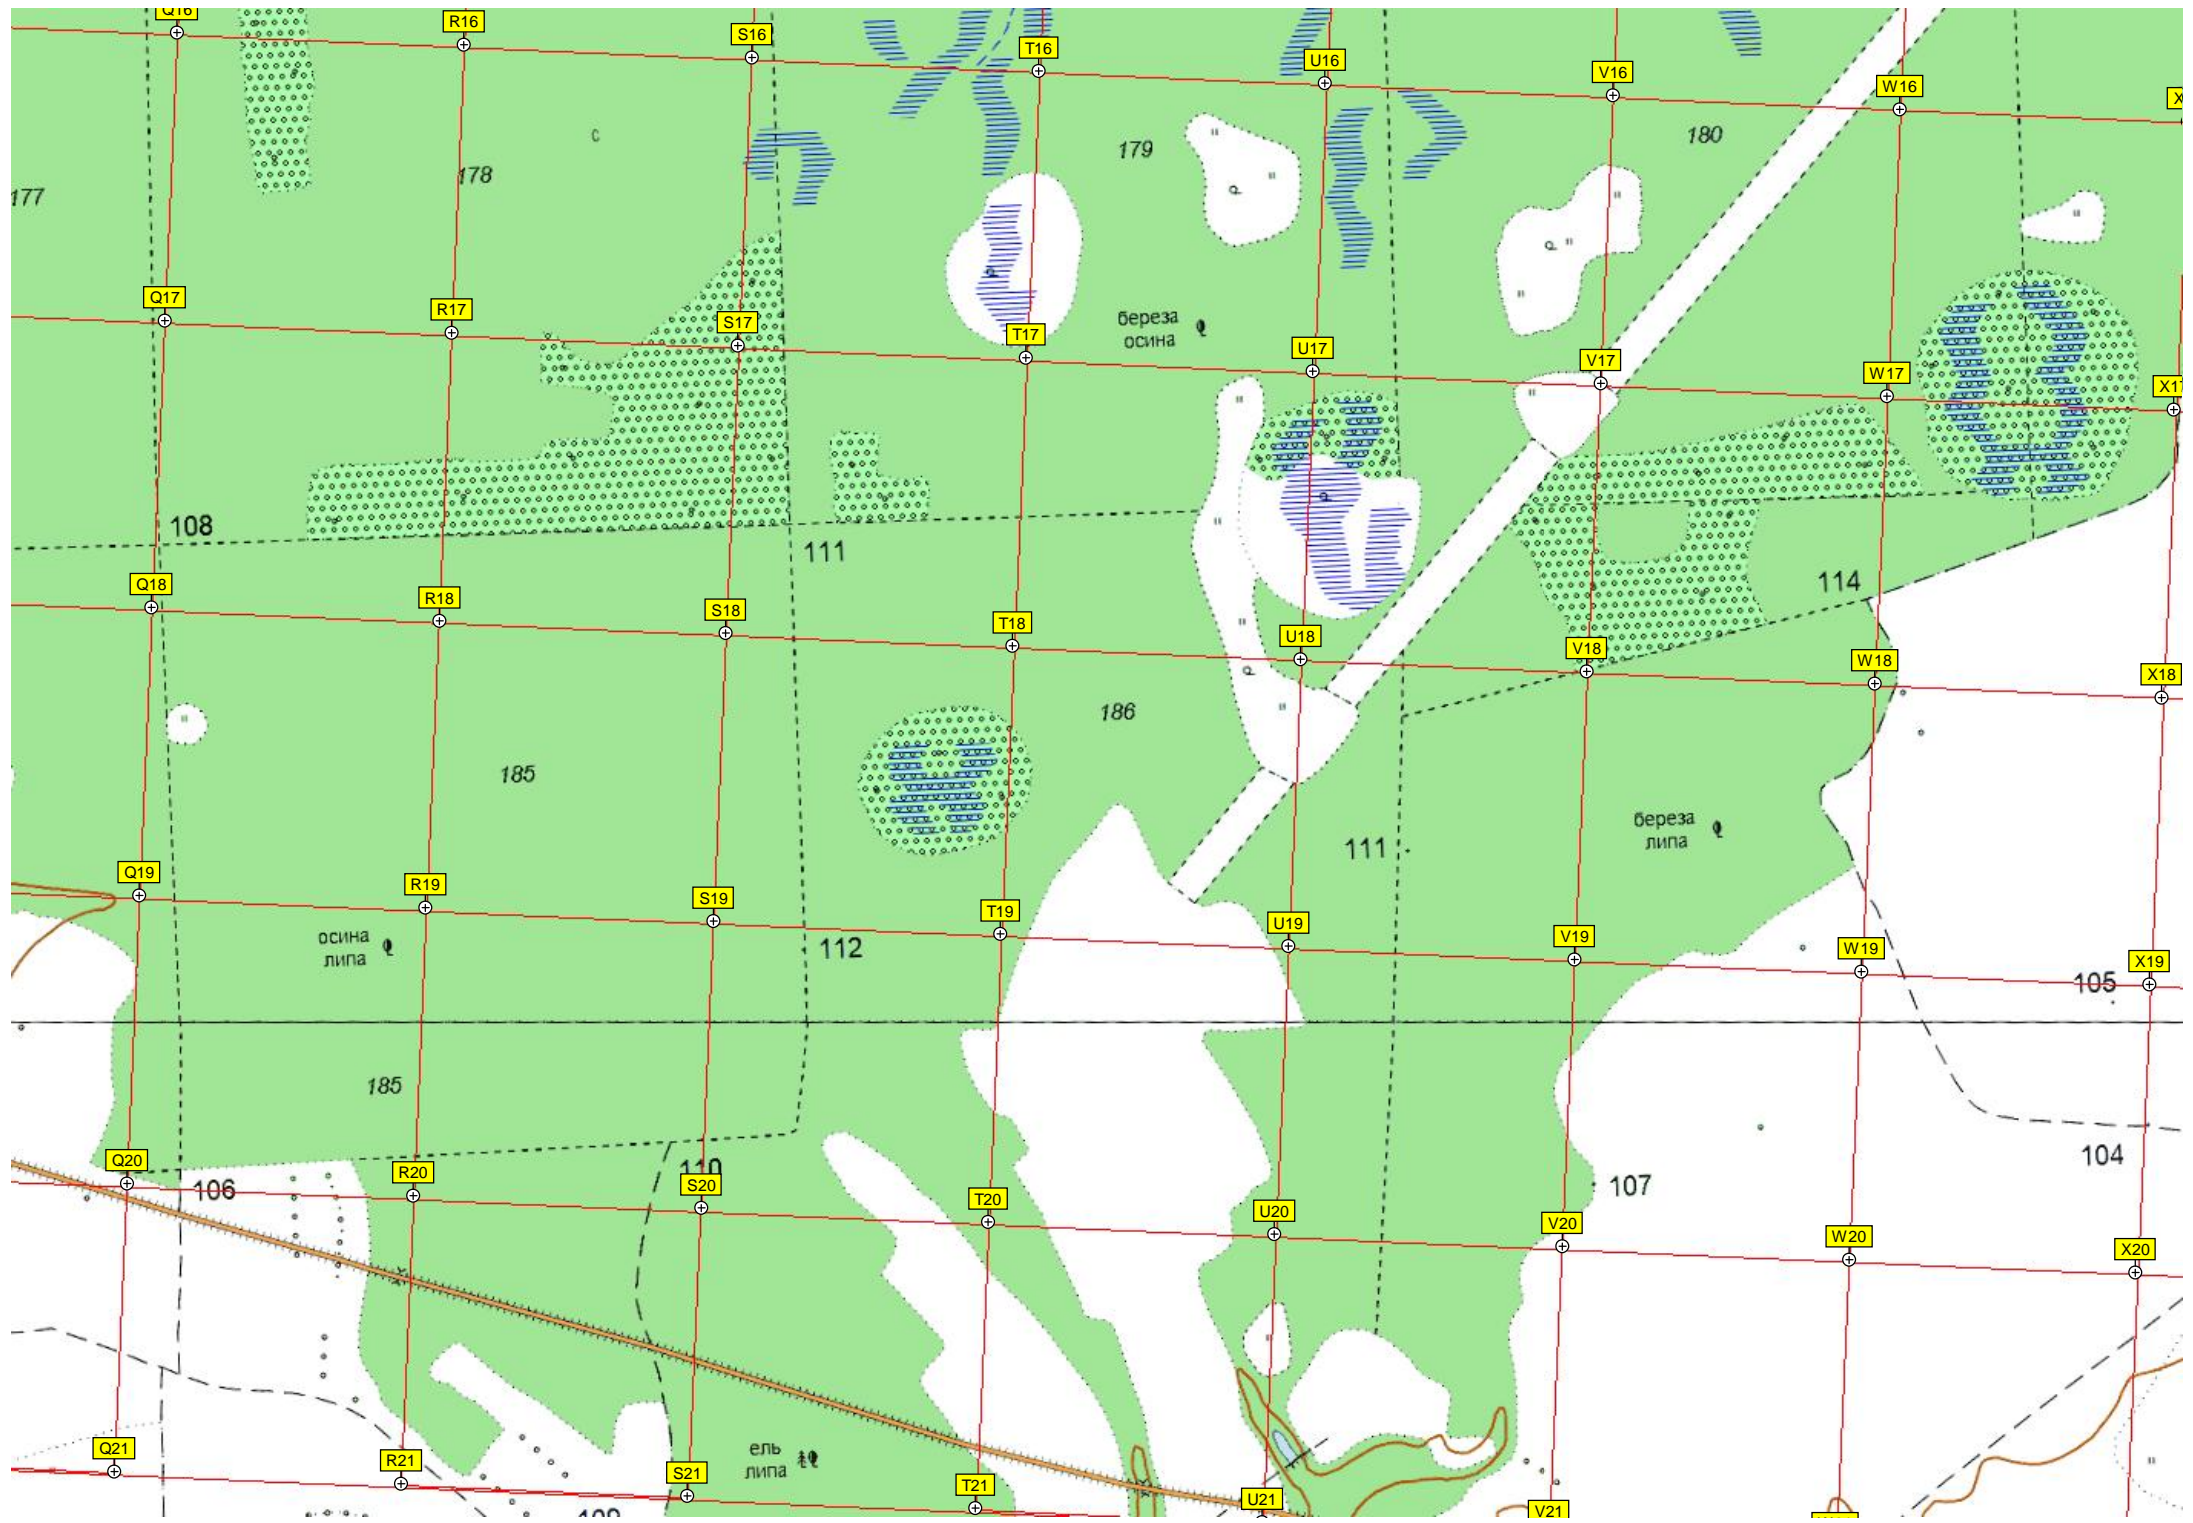 Q16
R16
S16
T16
U16
V16
W16
X
177
178
с
179
180
Q17
R17
S17
T17
U17
V17
W17
X17
береза
осина
108
111
114
Q18
R18
S18
T18
U18
V18
W18
X18
185
186
111
береза
липа
Q19
R19
S19
T19
U19
V19
W19
X19
осина
липа
112
105
185
110
106
107
104
Q20
R20
S20
T20
U20
V20
W20
X20
ель
липа
Q21
R21
S21
T21
U21
V21